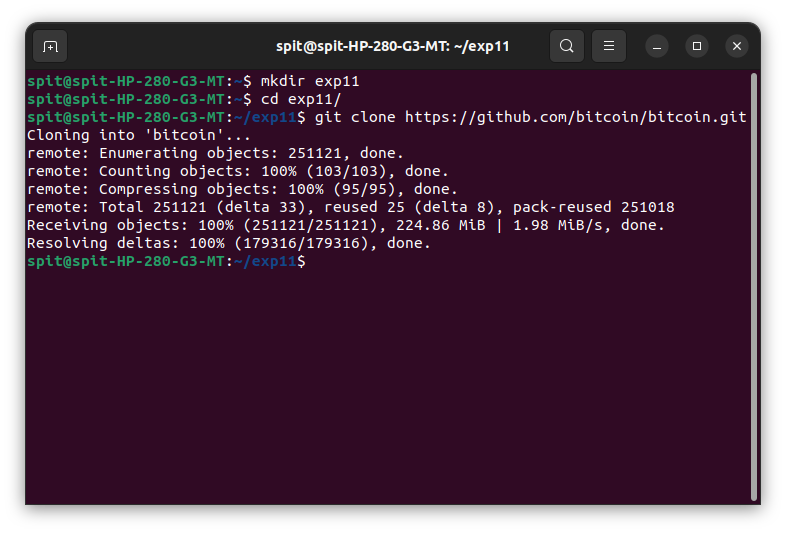 spit@spit-HP-280-G3-MT: ~/exp11
spit@spit-HP-280-G3-MT:~$ mkdir exp11
spit@spit-HP-280-G3-MT:~$ cd exp11/
spit@spit-HP-280-G3-MT:~/exp11$ git clone https://github.com/bitcoin/bitcoin.git
Cloning into 'bitcoin'...
remote: Enumerating objects: 251121, done.
remote: Counting objects: 100% (103/103), done.
remote: Compressing objects: 100% (95/95), done.
remote: Total 251121 (delta 33), reused 25 (delta 8), pack-reused 251018
Receiving objects: 100% (251121/251121), 224.86 MiB | 1.98 MiB/s, done.
Resolving deltas: 100% (179316/179316), done.
spit@spit-HP-280-G3-MT:~/exp11$